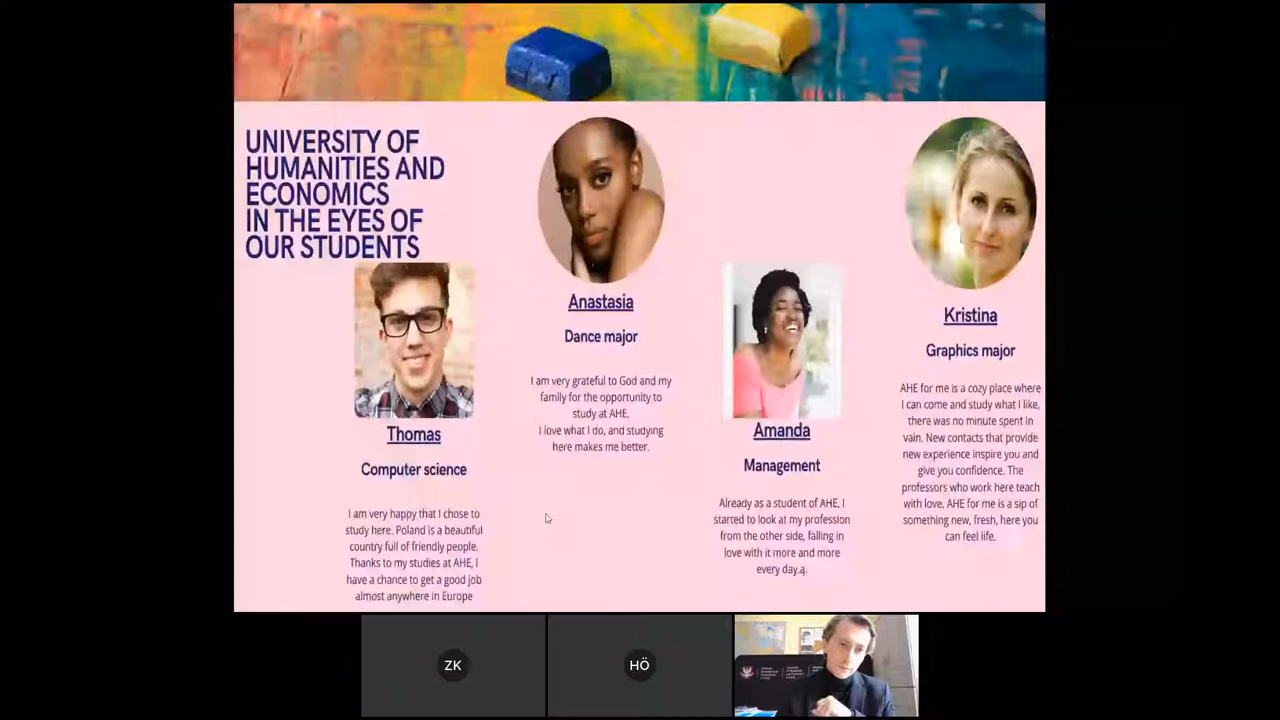 UNIVERSITY OF
HUMANITIES AND
ECONOMICS
IN THE EYES OF
OUR STUDENTS
Thomas
Computer science
I am very happy that I chose to
study here. Poland is a beautiful
country full of friendly people.
Thanks to my studies at AHE, I
have a chance to get a good job
almost anywhere in Europe
Anastasia
Dance major
I am very grateful to God and my
family for the opportunity to
study at AHE.
I love what I do, and studying
here makes me better.
Amanda
Management
Already as a student of AHE, I
started to look at my profession
from the other side, falling in
love with it more and more
every day.ą.
Kristina
Graphics major
AHE for me is a cozy place where
I can come and study what I like,
there was no minute spent in
vain. New contacts that provide
new experience inspire you and
give you confidence. The
professors who work here teach
with love, AHE for me is a sip of
something new, fresh, here you
can feel life.
ZK
HÖ